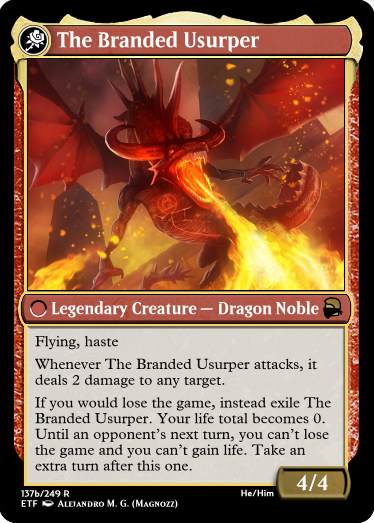 The Branded Usurper
Legendary Creature — Dragon Noble
Flying, haste
Whenever The Branded Usurper attacks, it
deals 2 damage to any target.
If you would lose the game, instead exile The
Branded Usurper. Your life total becomes 0.
Until an opponent's next turn, you can't lose
the game and you can't gain life. Take an
extra turn after this one.
4/4
137b/249 R
He/Him
ETF Alejandro M. G. (Magnozz)